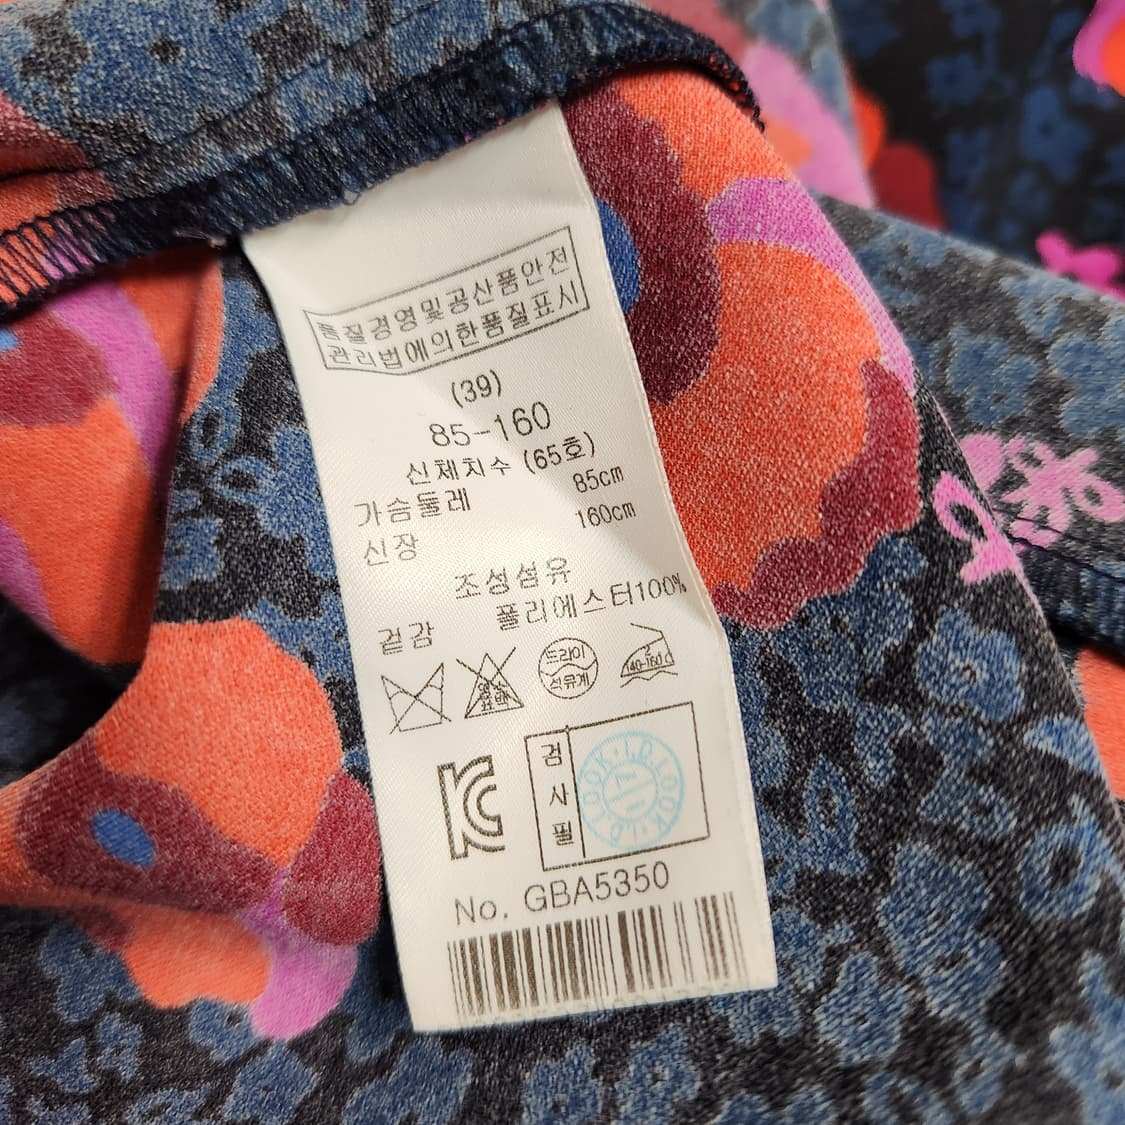 품질경영및공산품안전
관리법에의한품질표시
(39)
85-160
신체치수 (65호)
가슴둘레 85cm
신장 160cm
조성섬유
겉감 폴리에스터100%
드라이
석유계
2
140-160℃
KC
검사필
No. GBA5350